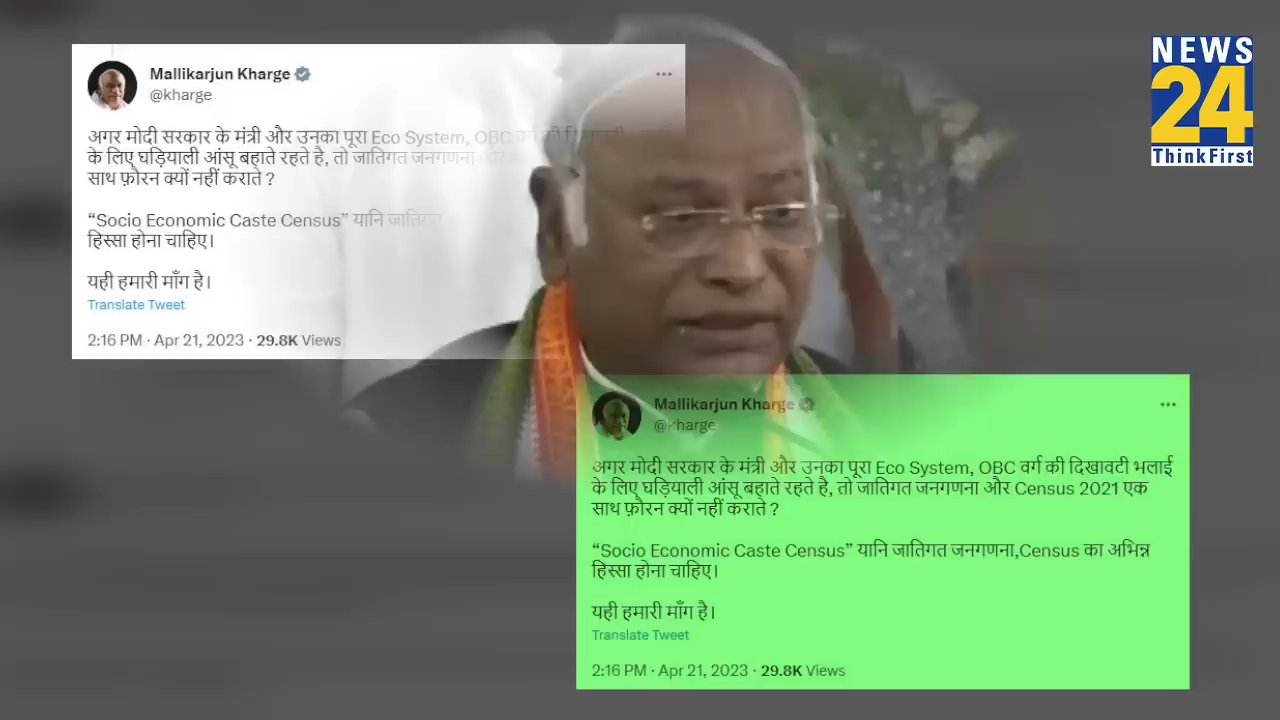 Mallikarjun Kharge
@kharge
अगर मोदी सरकार के मंत्री और उनका पूरा Eco System, OBC
के लिए घड़ियाली आंसू बहाते रहते है, तो जातिगत जनगणना
साथ फ़ौरन क्यों नहीं कराते ?
“Socio Economic Caste Census” यानि जातिगत
हिस्सा होना चाहिए।
यही हमारी माँग है।
Translate Tweet
2:16 PM · Apr 21, 2023 · 29.8K Views
NEWS
24
Think First
Mallikarjun Kharge
@kharge
अगर मोदी सरकार के मंत्री और उनका पूरा Eco System, OBC वर्ग की दिखावटी भलाई
के लिए घड़ियाली आंसू बहाते रहते है, तो जातिगत जनगणना और Census 2021 एक
साथ फ़ौरन क्यों नहीं कराते ?
“Socio Economic Caste Census” यानि जातिगत जनगणना,Census का अभिन्न
हिस्सा होना चाहिए।
यही हमारी माँग है।
Translate Tweet
2:16 PM · Apr 21, 2023 · 29.8K Views